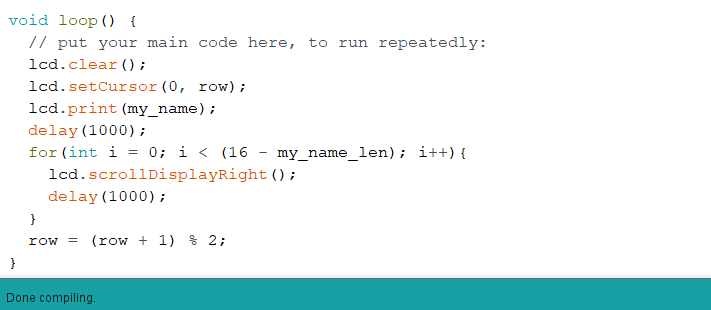 void loop() {
  // put your main code here, to run repeatedly:
  lcd.clear();
  lcd.setCursor(0, row);
  lcd.print(my_name);
  delay(1000);
  for(int i = 0; i < (16 - my_name_len); i++){
    lcd.scrollDisplayRight();
    delay(1000);
  }
  row = (row + 1) % 2;
}
Done compiling.